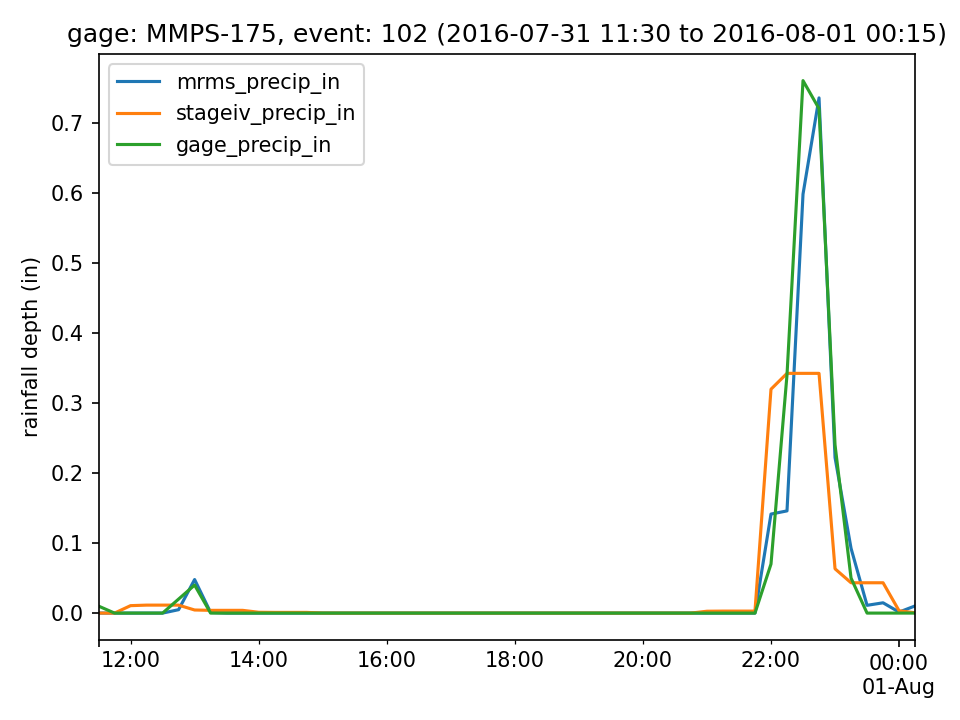 gage: MMPS-175, event: 102 (2016-07-31 11:30 to 2016-08-01 00:15)
mrms_precip_in
stageiv_precip_in
gage_precip_in
rainfall depth (in)
0.7
0.6
0.5
0.4
0.3
0.2
0.1
0.0
12:00 14:00 16:00 18:00 20:00 22:00 00:00
01-Aug